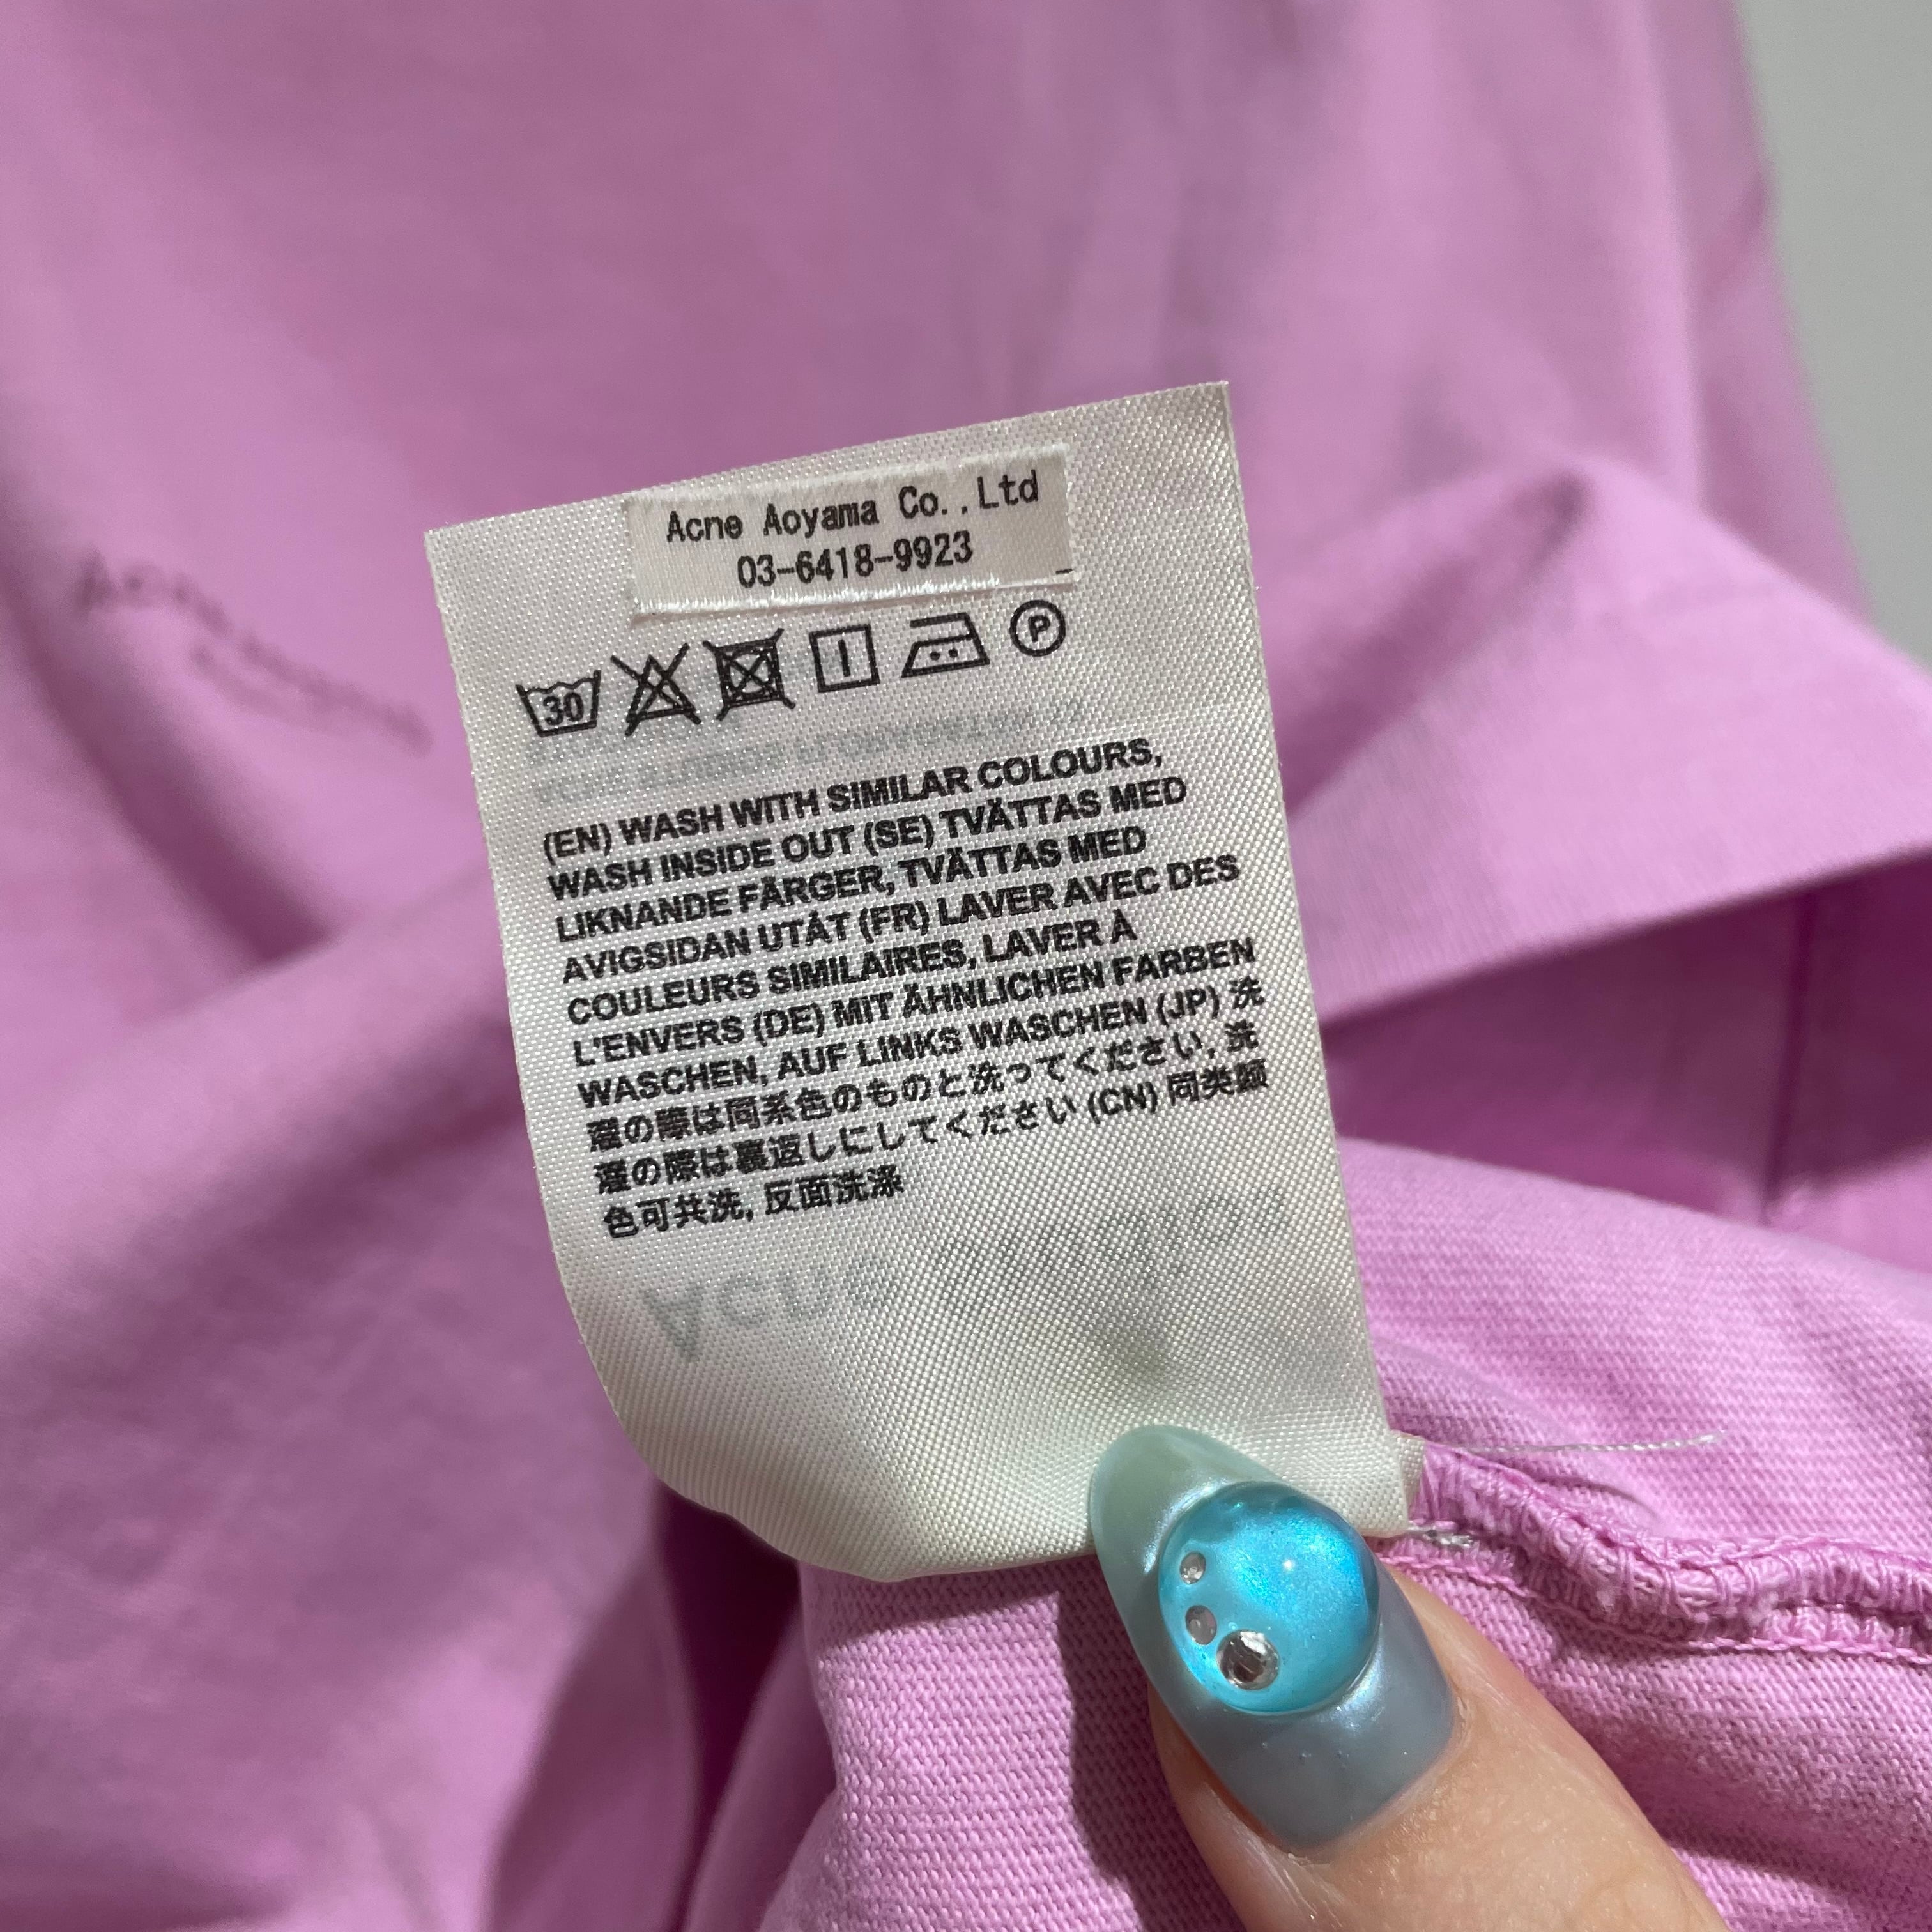 Acne Aoyama Co.,Ltd
03-6418-9923
30 P
(EN) WASH WITH SIMILAR COLOURS,
WASH INSIDE OUT (SE) TVÄTTAS MED
LIKNANDE FÄRGER, TVÄTTAS MED
AVIGSIDAN UTÅT (FR) LAVER AVEC DES
COULEURS SIMILAIRES, LAVER À
L'ENVERS (DE) MIT ÄHNLICHEN FARBEN
WASCHEN, AUF LINKS WASCHEN (JP) 洗
濯の際は同系色のものと洗ってください, 洗
濯の際は裏返しにしてください (CN) 同类颜
色可共洗, 反面洗涤